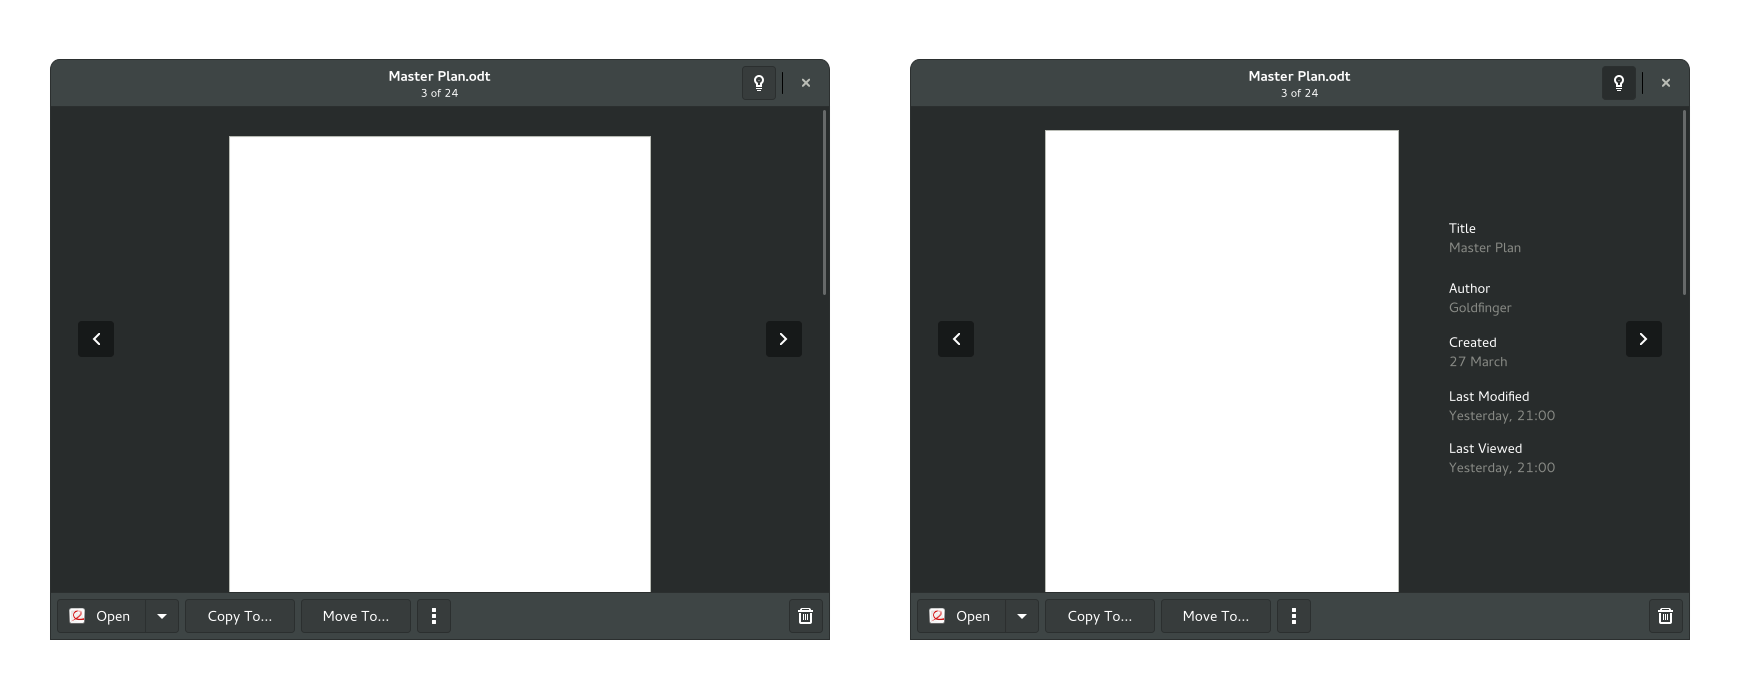 Master Plan.odt
3 of 24
Open
Copy To...
Move To...
Master Plan.odt
3 of 24
Title
Master Plan
Author
Goldfinger
Created
27 March
Last Modified
Yesterday, 21:00
Last Viewed
Yesterday, 21:00
Open
Copy To...
Move To...